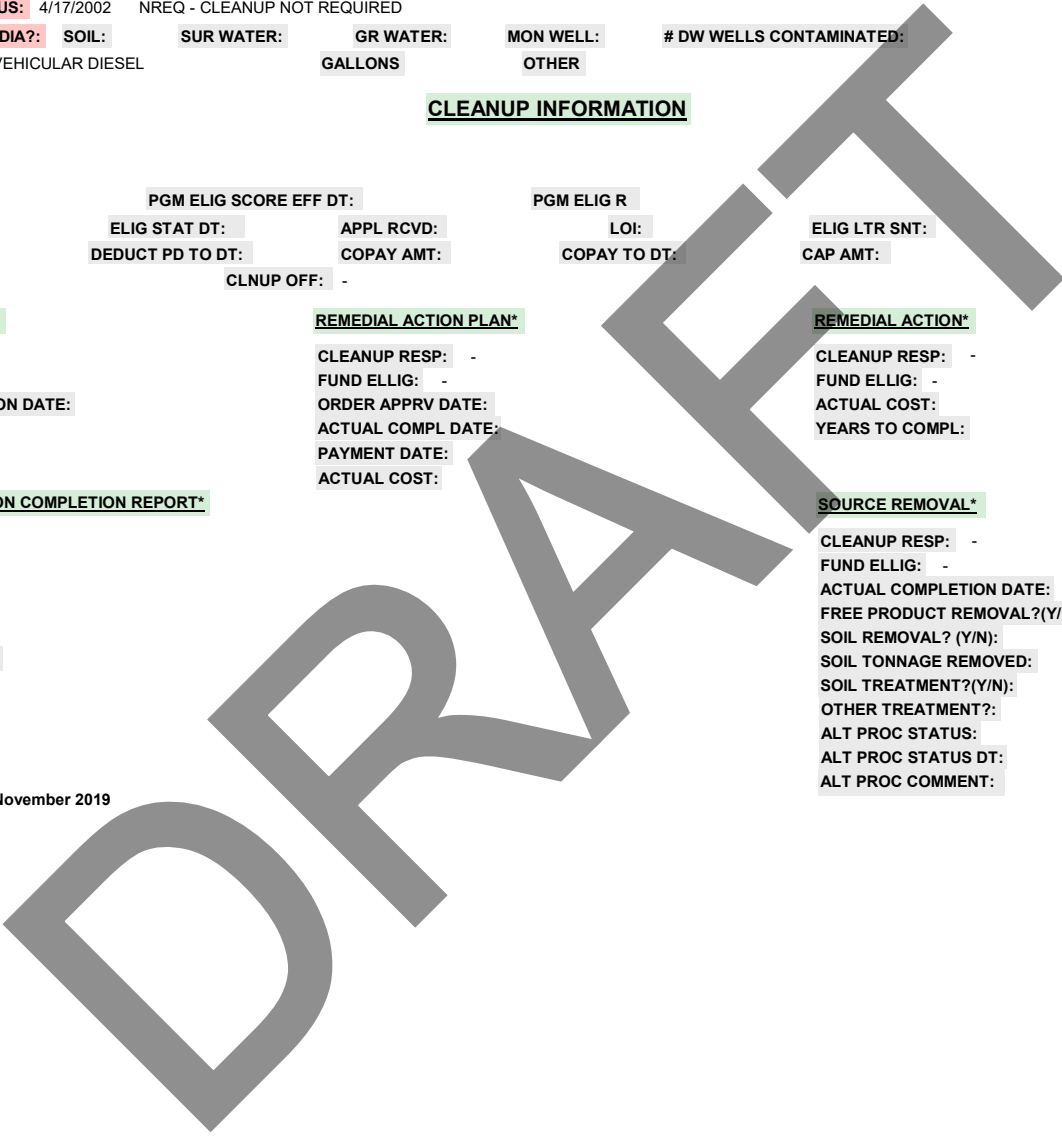 US: 4/17/2002 NREQ - CLEANUP NOT REQUIRED
DIA?: SOIL: SUR WATER: GR WATER: MON WELL: # DW WELLS CONTAMINATED:
VEHICULAR DIESEL GALLONS OTHER
CLEANUP INFORMATION
PGM ELIG SCORE EFF DT: PGM ELIG R
ELIG STAT DT: APPL RCVD: LOI: ELIG LTR SNT:
DEDUCT PD TO DT: COPAY AMT: COPAY TO DT: CAP AMT:
CLNUP OFF: -
REMEDIAL ACTION PLAN* REMEDIAL ACTION*
CLEANUP RESP: - CLEANUP RESP: -
FUND ELLIG: - FUND ELLIG: -
ON DATE: ORDER APPRV DATE: ACTUAL COST:
ACTUAL COMPL DATE: YEARS TO COMPL:
PAYMENT DATE:
ACTUAL COST:
ON COMPLETION REPORT* SOURCE REMOVAL*
CLEANUP RESP: -
FUND ELLIG: -
ACTUAL COMPLETION DATE:
FREE PRODUCT REMOVAL?(Y/
SOIL REMOVAL? (Y/N):
SOIL TONNAGE REMOVED:
SOIL TREATMENT?(Y/N):
OTHER TREATMENT?:
ALT PROC STATUS:
ALT PROC STATUS DT:
ALT PROC COMMENT:
November 2019
DRAFT